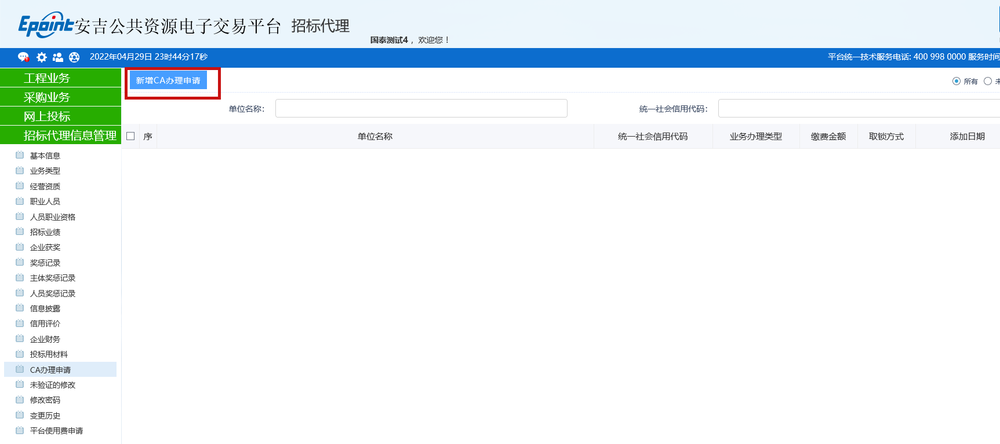 Epoint安吉公共资源电子交易平台 招标代理
国泰测试4 ，欢迎您！
2022年04月29日 23时44分17秒
平台统一技术服务电话: 400 998 0000 服务时间
工程业务
采购业务
网上投标
招标代理信息管理
基本信息
业务类型
经营资质
职业人员
人员职业资格
招标业绩
企业获奖
奖惩记录
主体奖惩记录
人员奖惩记录
信息披露
信用评价
企业财务
投标用材料
CA办理申请
未验证的修改
修改密码
变更历史
平台使用费申请
新增CA办理申请
所有
单位名称： 统一社会信用代码：
序 单位名称 统一社会信用代码 业务办理类型 缴费金额 取锁方式 添加日期